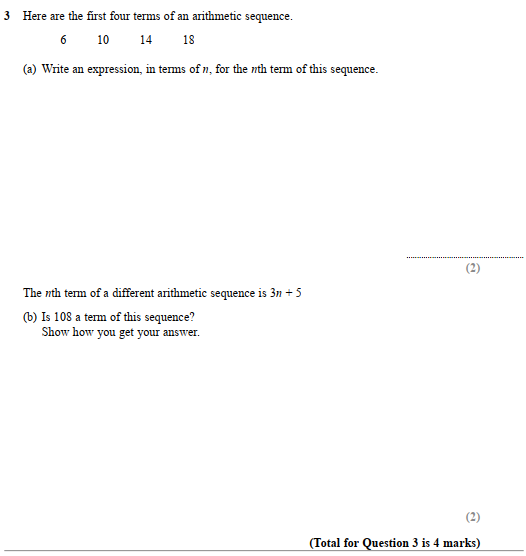 3 Here are the first four terms of an arithmetic sequence.
6 10 14 18
(a) Write an expression, in terms of n, for the nth term of this sequence.
(2)
The nth term of a different arithmetic sequence is 3n + 5
(b) Is 108 a term of this sequence?
Show how you get your answer.
(2)
(Total for Question 3 is 4 marks)